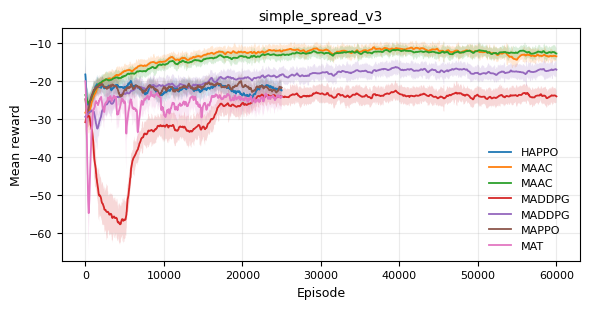 simple_spread_v3
Mean reward
−10
−20
−30
−40
−50
−60
HAPPO
MAAC
MAAC
MADDPG
MADDPG
MAPPO
MAT
0 10000 20000 30000 40000 50000 60000
Episode